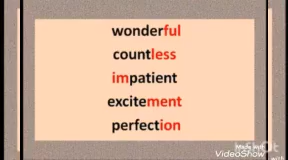 wonderful
countless
impatient
excitement
perfection
VideoShow